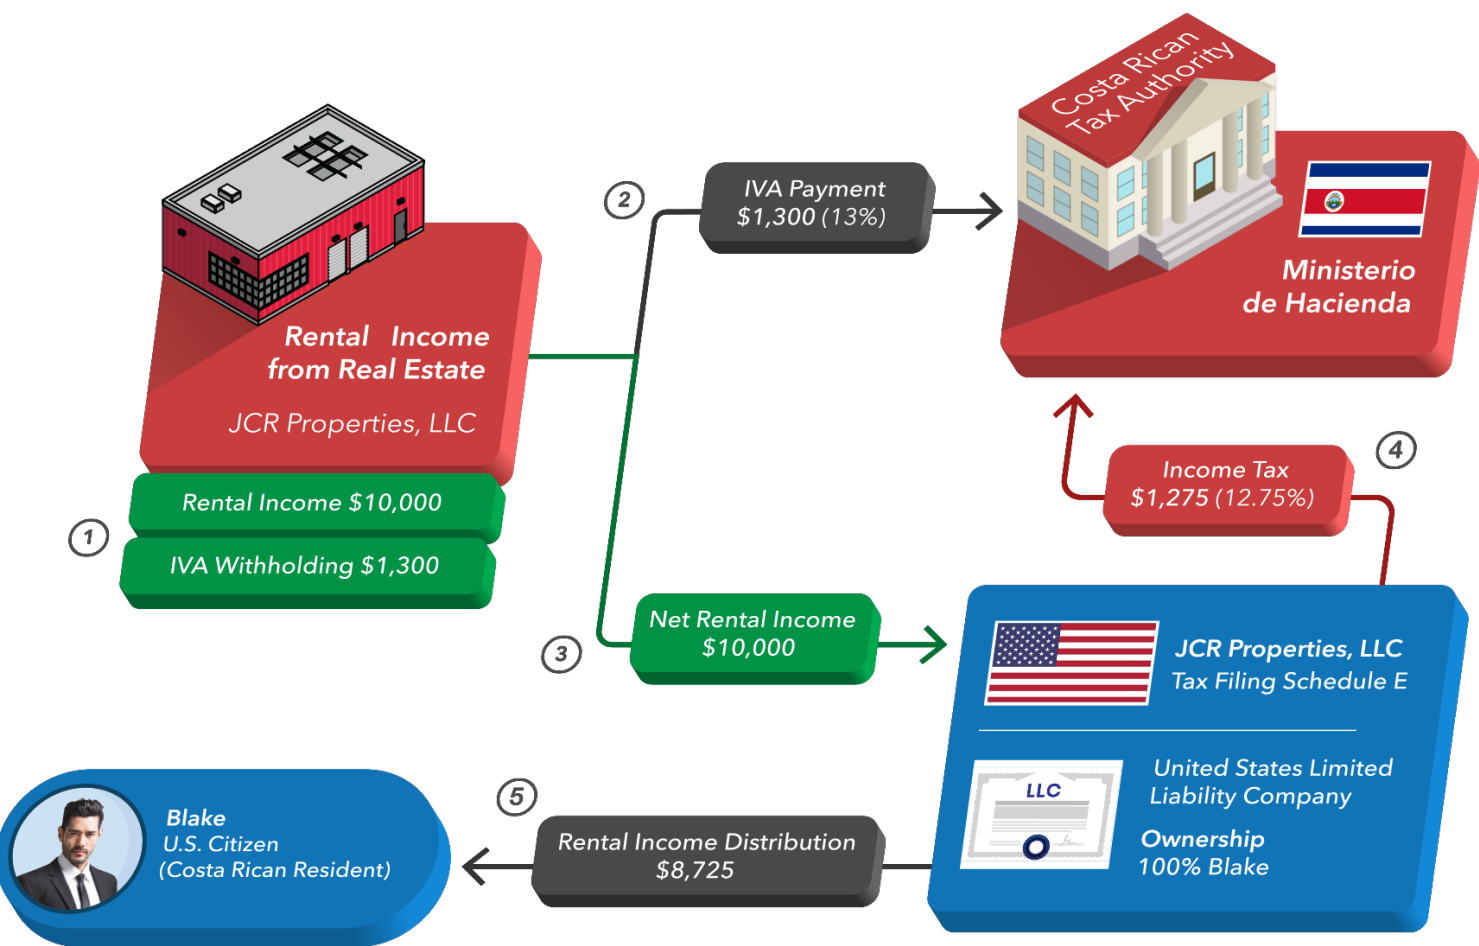 Costa Rican
Tax Authority
Ministerio
de Hacienda
2
IVA Payment
$1,300 (13%)
Rental Income
from Real Estate
JCR Properties, LLC
1
Rental Income $10,000
IVA Withholding $1,300
4
Income Tax
$1,275 (12.75%)
3
Net Rental Income
$10,000
JCR Properties, LLC
Tax Filing Schedule E
LLC
United States Limited
Liability Company
Ownership
100% Blake
5
Rental Income Distribution
$8,725
Blake
U.S. Citizen
(Costa Rican Resident)